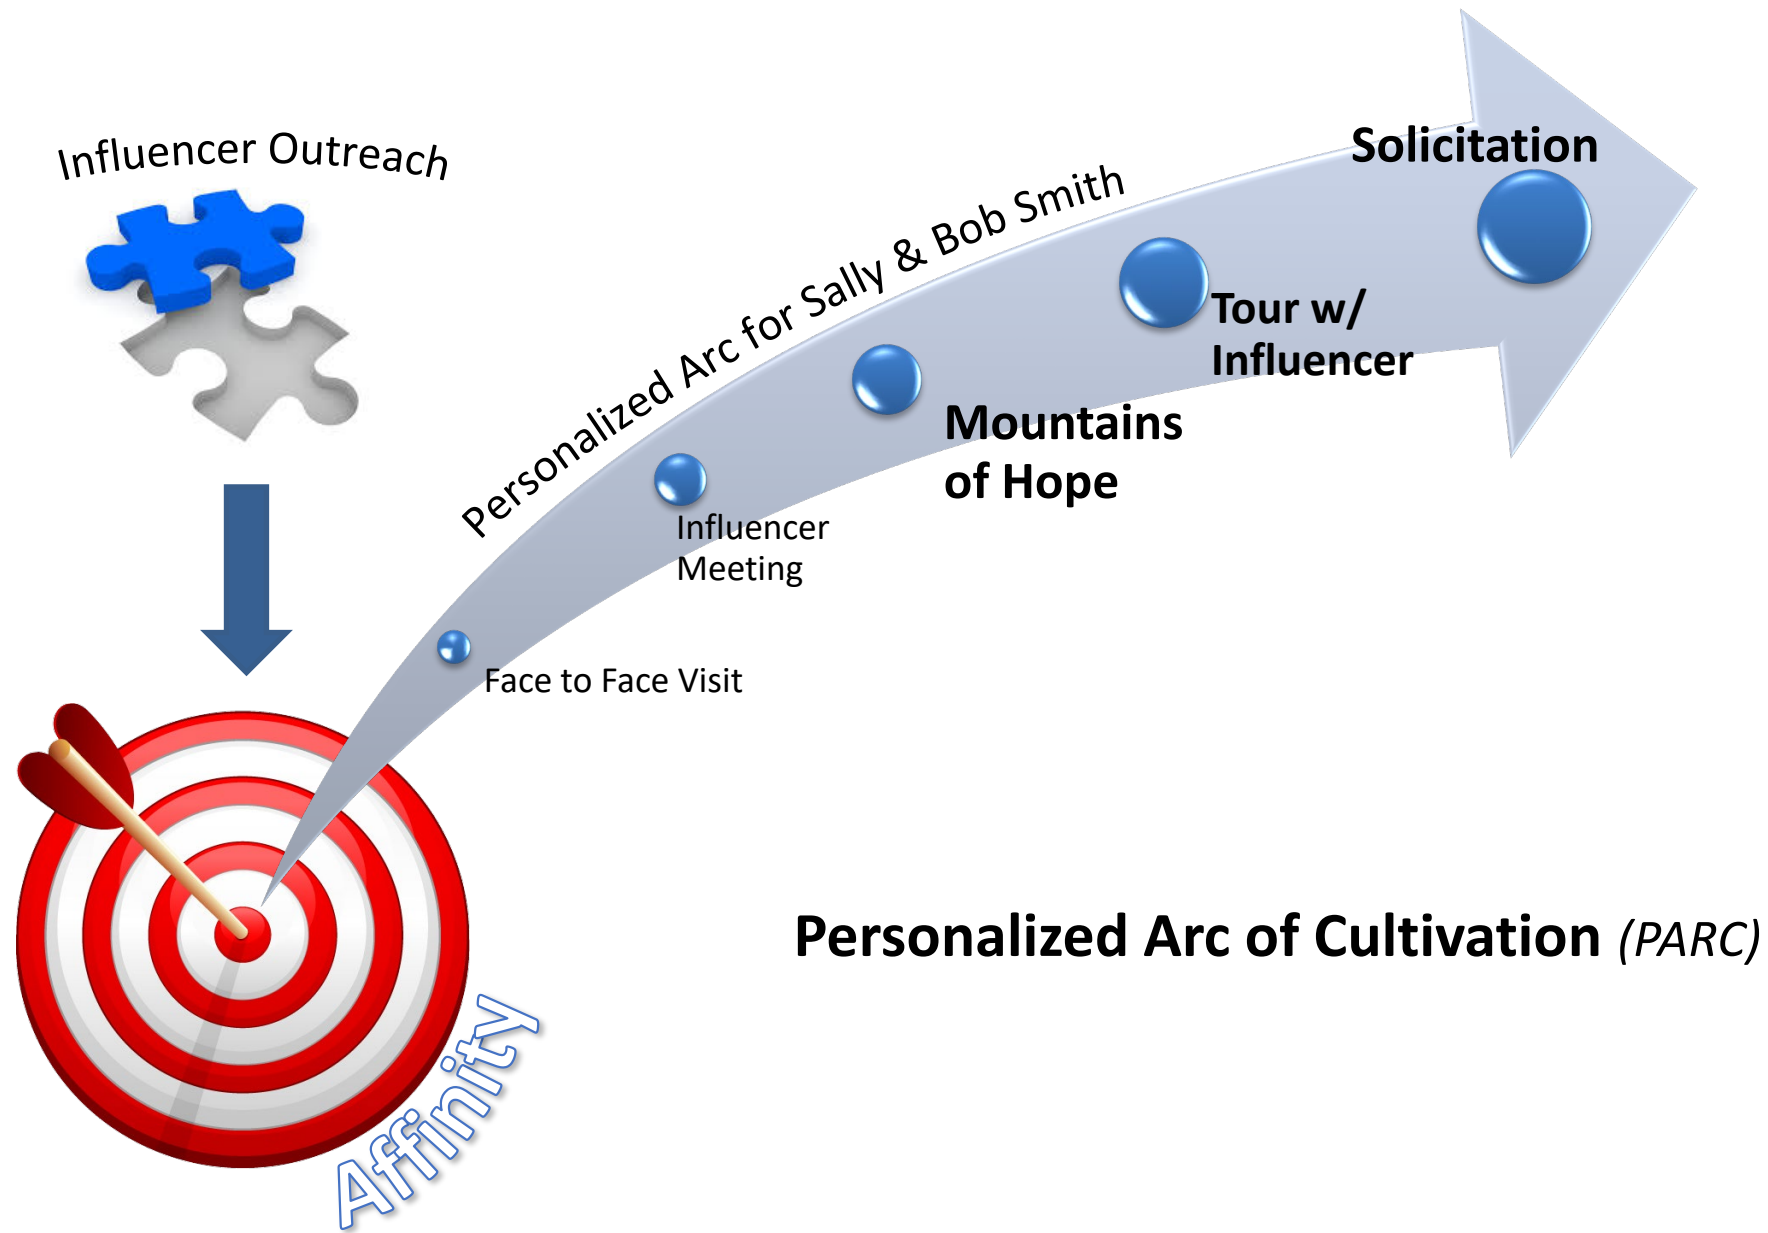 Influencer Outreach
Personalized Arc for Sally & Bob Smith
Solicitation
Tour w/
Influencer
Mountains
of Hope
Influencer
Meeting
Face to Face Visit
Personalized Arc of Cultivation (PARC)
Affinity